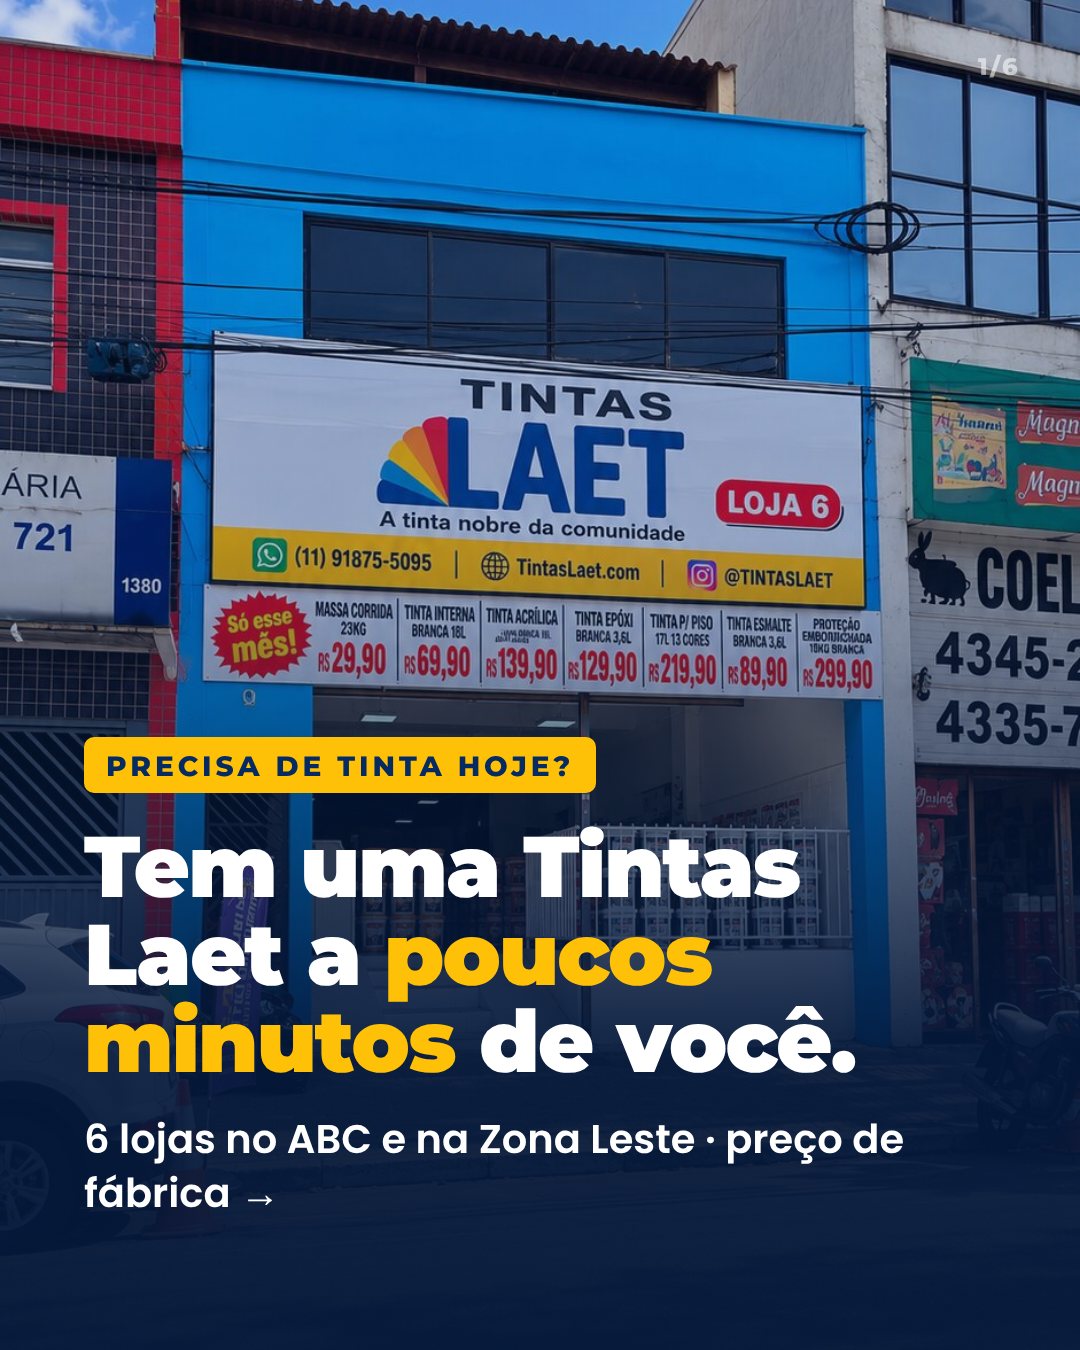 1/6
TINTAS
LAET
A tinta nobre da comunidade
LOJA 6
(11) 91875-5095 | TintasLaet.com | @TINTASLAET
ÁRIA
721
1380
Só esse mês!
MASSA CORRIDA 23KG R$29,90
TINTA INTERNA BRANCA 18L R$69,90
TINTA ACRÍLICA R$139,90
TINTA EPÓXI BRANCA 3,6L R$129,90
TINTA P/ PISO 17L 13 CORES R$219,90
TINTA ESMALTE BRANCA 3,6L R$89,90
PROTEÇÃO BRANCA R$299,90
Magn
Magn
COEL
4345-2
4335-7
PRECISA DE TINTA HOJE?
Tem uma Tintas
Laet a poucos
minutos de você.
6 lojas no ABC e na Zona Leste · preço de
fábrica →